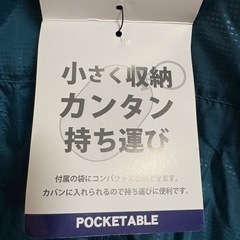 小さく収納
カンタン
持ち運び
付属の袋にコンパクトに収納できます。
カバンに入れられるので持ち運びに便利です。
POCKETABLE